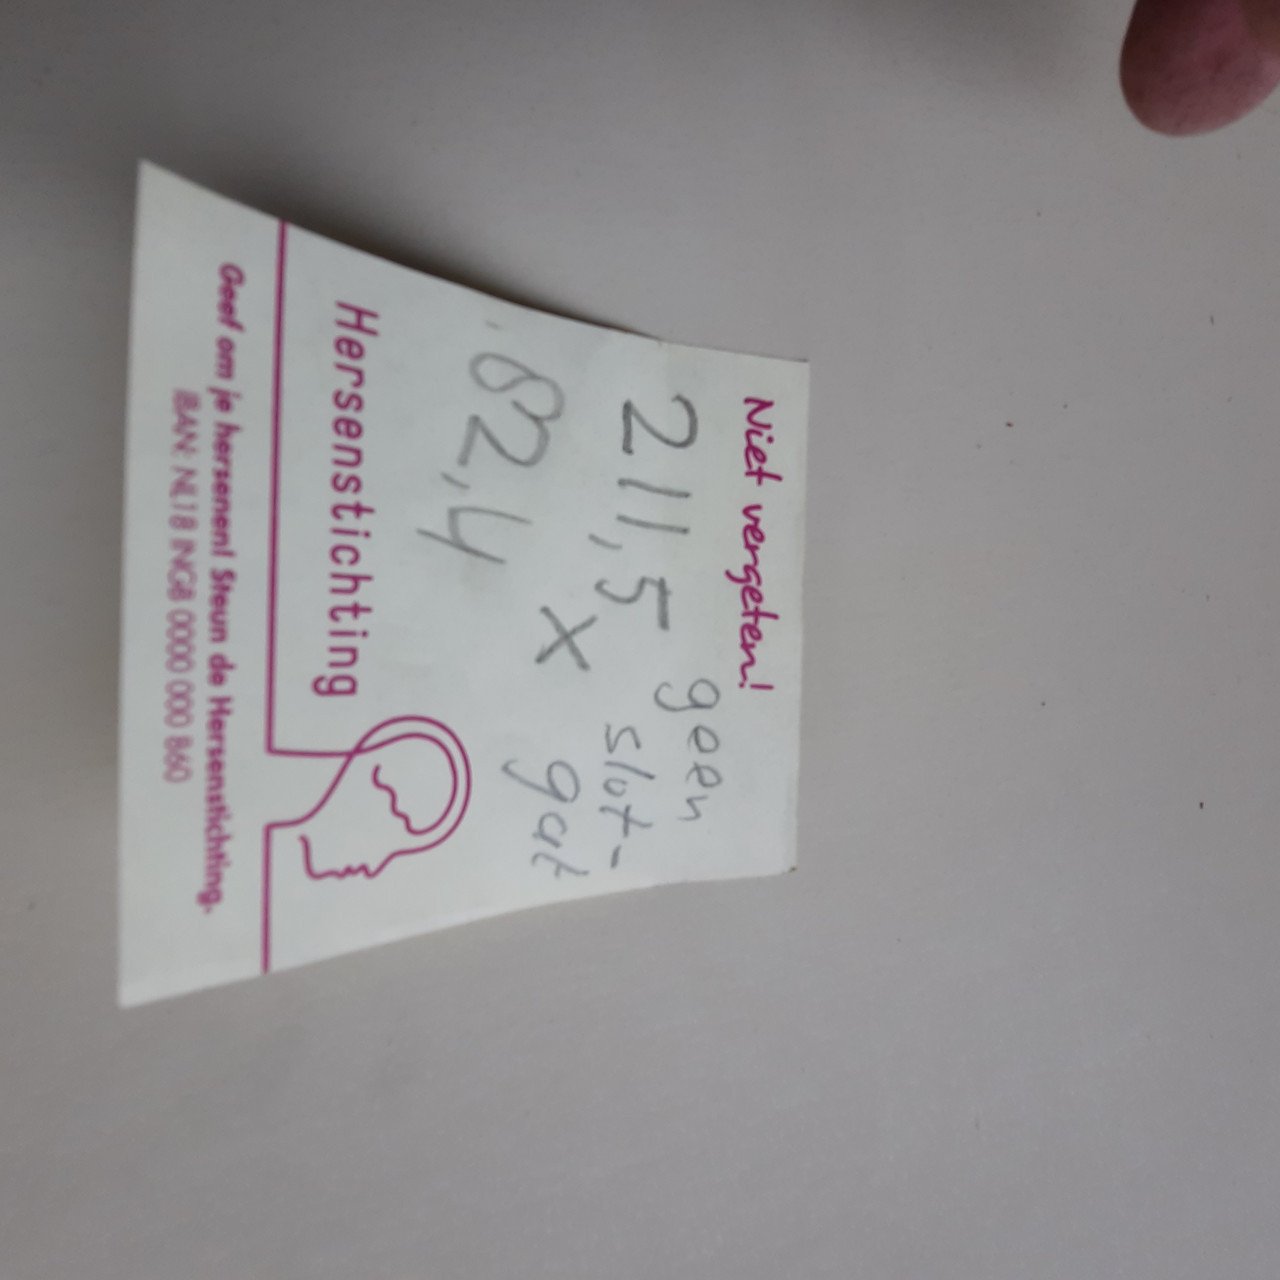 Niet vergeten!
211,5 x
82,4
geen
slot-
gat
Hersenstichting
Geef om je hersenen! Steun de Hersenstichting.
IBAN: NL18 INGB 0000 000 860